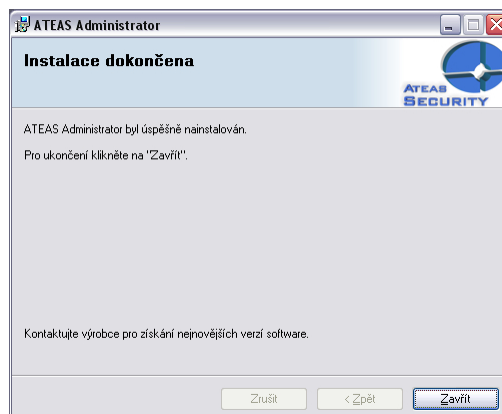 ATEAS Administrator
Instalace dokončena
ATEAS
SECURITY
ATEAS Administrator byl úspěšně nainstalován.
Pro ukončení klikněte na "Zavřít".
Kontaktujte výrobce pro získání nejnovějších verzí software.
Zrušit
< Zpět
Zavřít